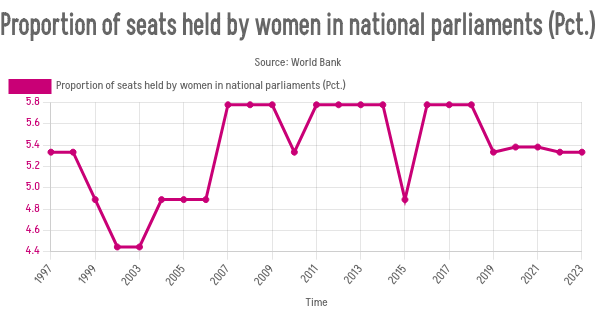 Proportion of seats held by women in national parliaments (Pct.)
Source: World Bank
Proportion of seats held by women in national parliaments (Pct.)
5.8
5.6
5.4
5.2
5.0
4.8
4.6
4.4
1997 1999 2003 2005 2007 2009 2011 2013 2015 2017 2019 2021 2023
Time